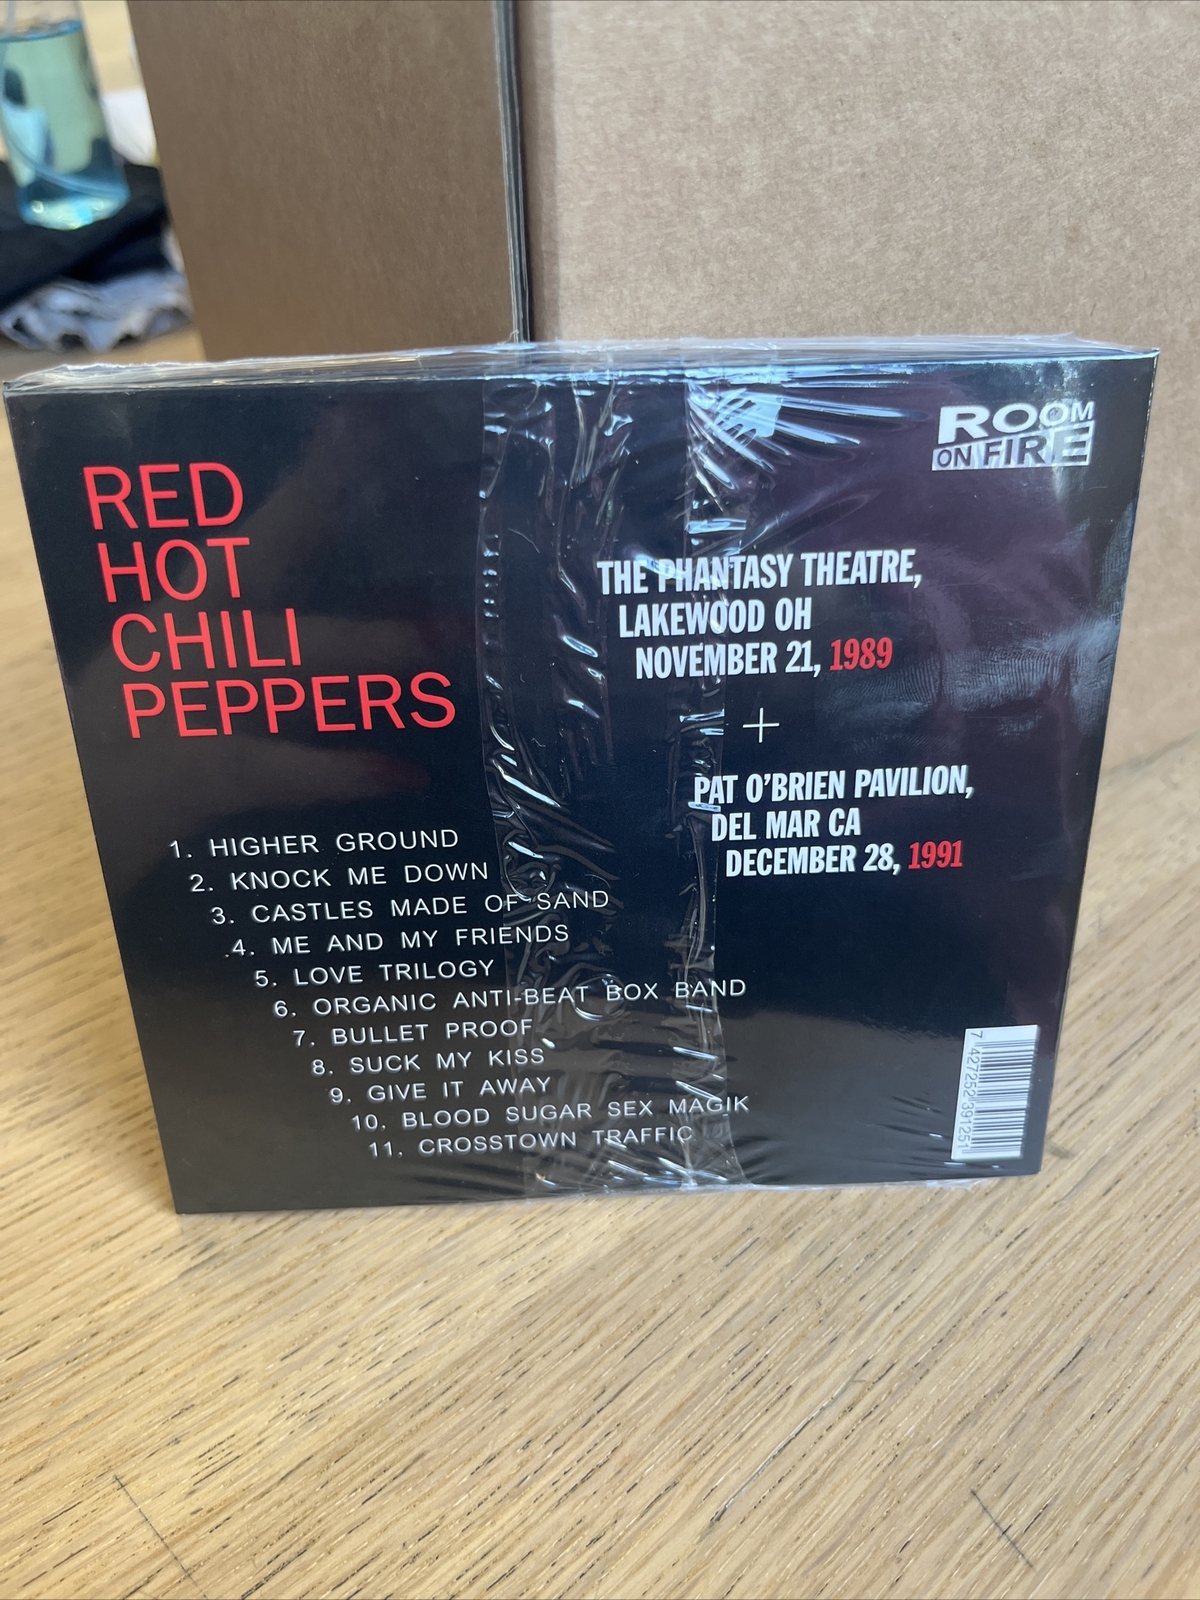 ROOM
ON FIRE
RED
HOT
CHILI
PEPPERS
THE PHANTASY THEATRE,
LAKEWOOD OH
NOVEMBER 21, 1989
+
PAT O'BRIEN PAVILION,
DEL MAR CA
DECEMBER 28, 1991
1. HIGHER GROUND
2. KNOCK ME DOWN
3. CASTLES MADE OF SAND
4. ME AND MY FRIENDS
5. LOVE TRILOGY
6. ORGANIC ANTI-BEAT BOX BAND
7. BULLET PROOF
8. SUCK MY KISS
9. GIVE IT AWAY
10. BLOOD SUGAR SEX MAGIK
11. CROSSTOWN TRAFFIC
7 427252 391251